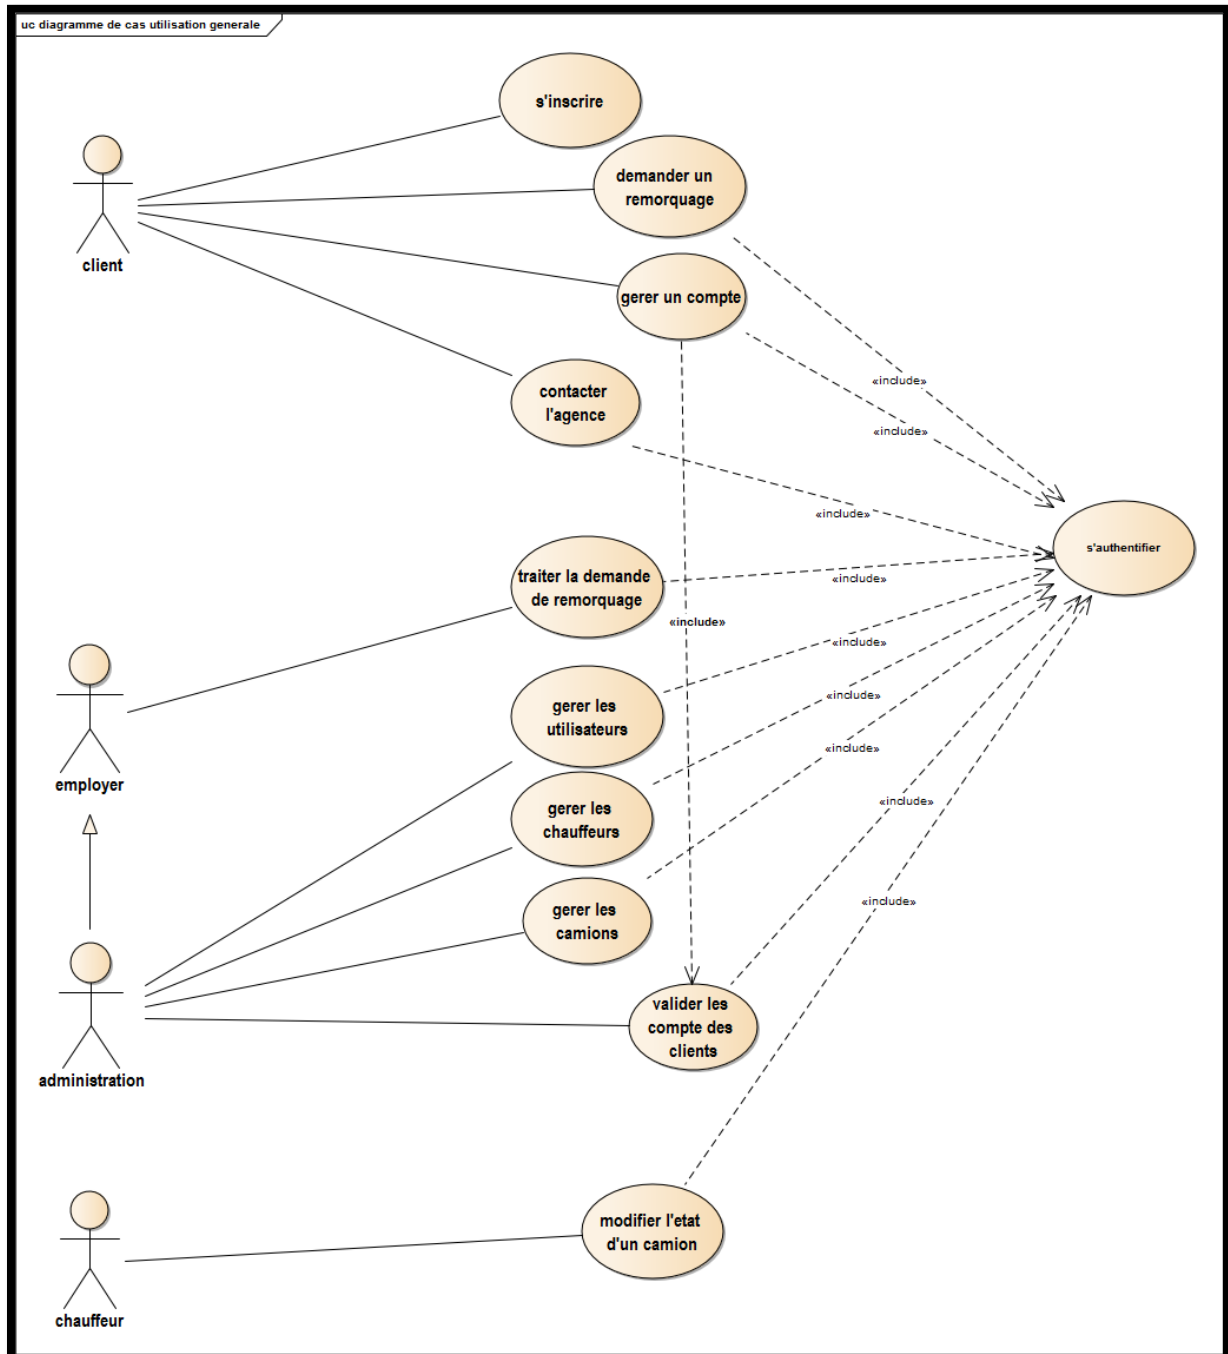 uc diagramme de cas utilisation generale
s'inscrire
demander un
remorquage
client
gerer un compte
«include»
contacter
l'agence
«include»
«include»
s'authentifier
traiter la demande
de remorquage
«include»
«include»
«include»
gerer les
utilisateurs
«include»
employer
«include»
gerer les
chauffeurs
«include»
«include»
gerer les
camions
valider les
compte des
clients
administration
modifier l'etat
d'un camion
chauffeur
«include»